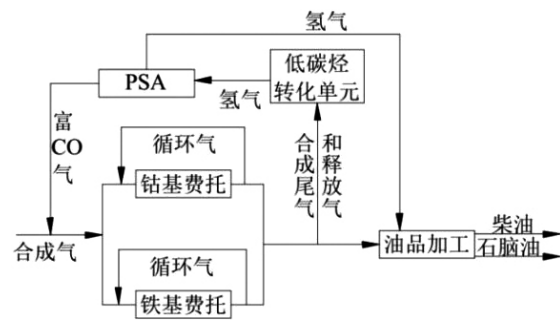 氢气
PSA
氢气
低碳烃
转化单元
富
CO
气
循环气
钴基费托
合成尾气
和释放气
合成气
循环气
铁基费托
油品加工
柴油
石脑油